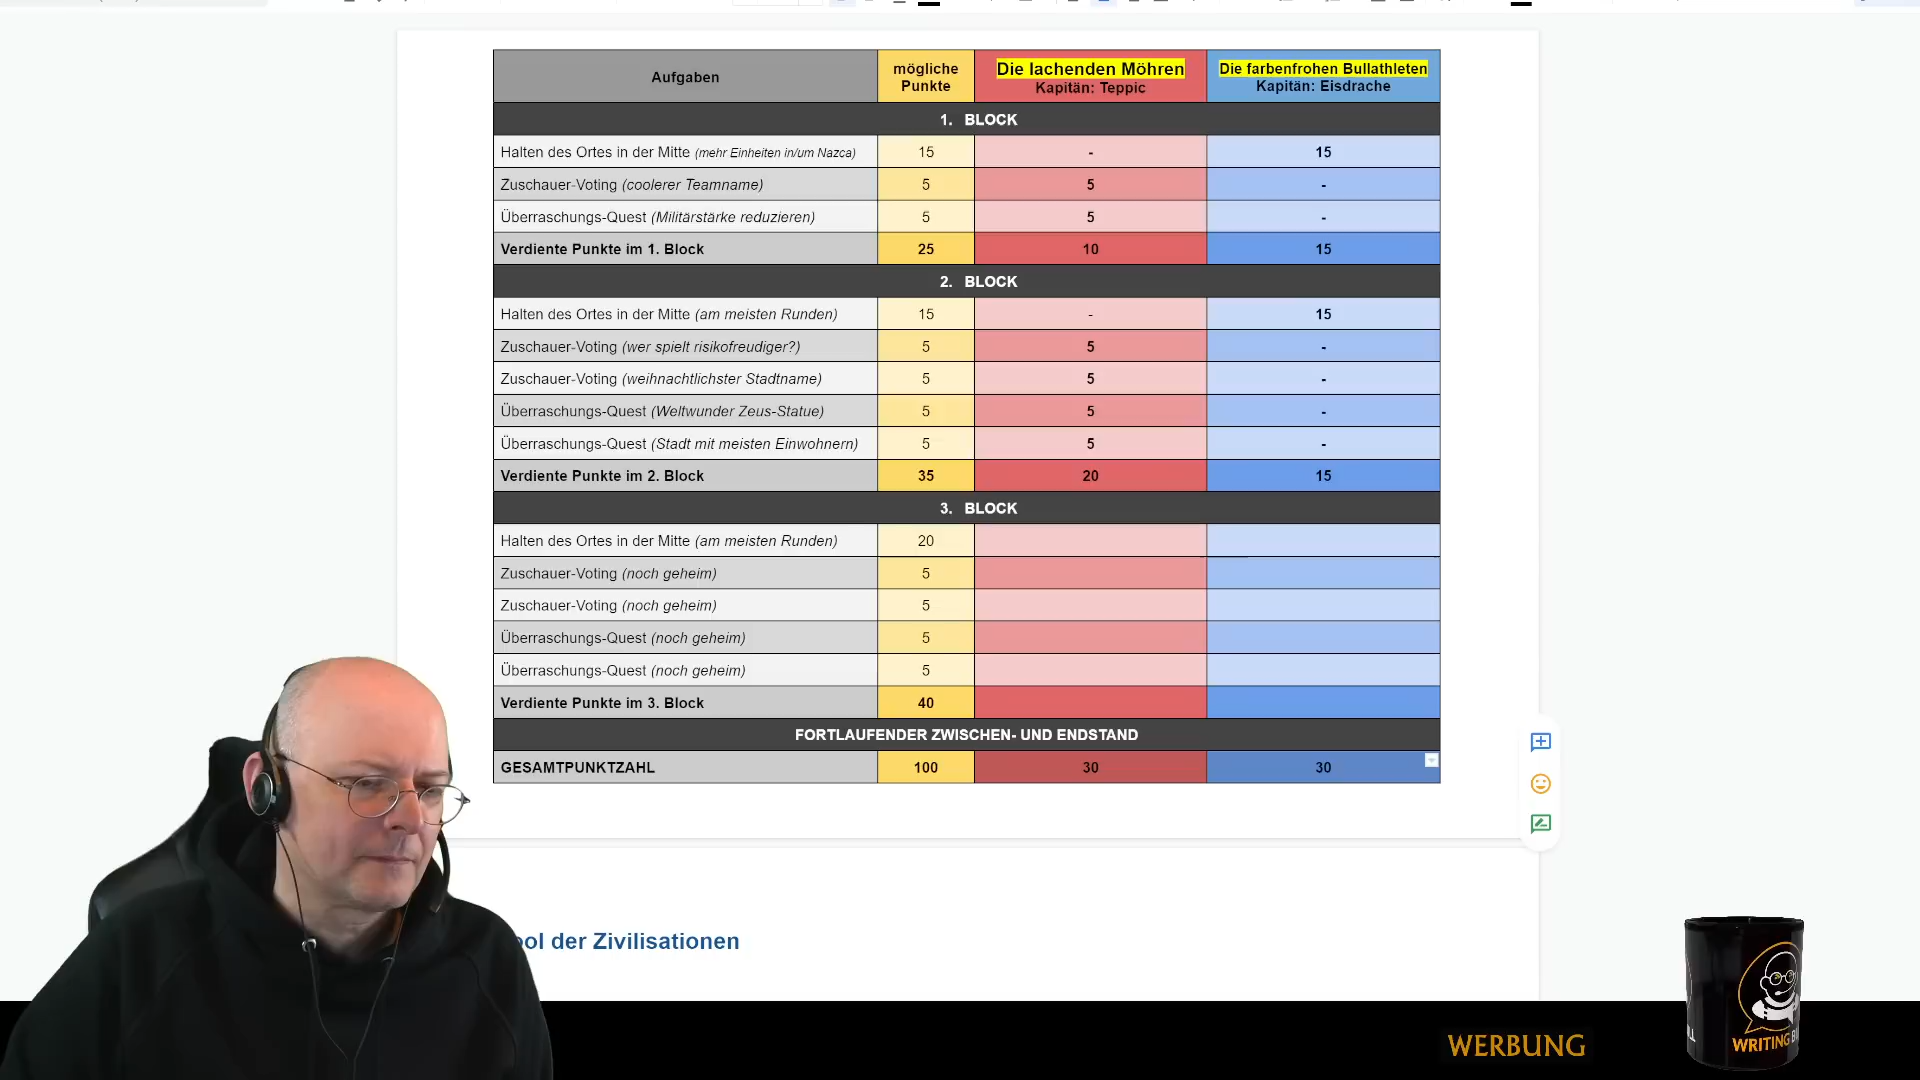 Aufgaben
mögliche Punkte
Die lachenden Möhren
Kapitän: Teppic
Die farbenfrohen Bullathleten
Kapitän: Eisdrache
1. BLOCK
Halten des Ortes in der Mitte (mehr Einheiten in/um Nazca) 15 - 15
Zuschauer-Voting (coolerer Teamname) 5 5 -
Überraschungs-Quest (Militärstärke reduzieren) 5 5 -
Verdiente Punkte im 1. Block 25 10 15
2. BLOCK
Halten des Ortes in der Mitte (am meisten Runden) 15 - 15
Zuschauer-Voting (wer spielt risikofreudiger?) 5 5 -
Zuschauer-Voting (weihnachtlichster Stadtname) 5 5 -
Überraschungs-Quest (Weltwunder Zeus-Statue) 5 5 -
Überraschungs-Quest (Stadt mit meisten Einwohnern) 5 5 -
Verdiente Punkte im 2. Block 35 20 15
3. BLOCK
Halten des Ortes in der Mitte (am meisten Runden) 20
Zuschauer-Voting (noch geheim) 5
Zuschauer-Voting (noch geheim) 5
Überraschungs-Quest (noch geheim) 5
Überraschungs-Quest (noch geheim) 5
Verdiente Punkte im 3. Block 40
FORTLAUFENDER ZWISCHEN- UND ENDSTAND
GESAMTPUNKTZAHL 100 30 30
der Zivilisationen
WERBUNG
WRITING